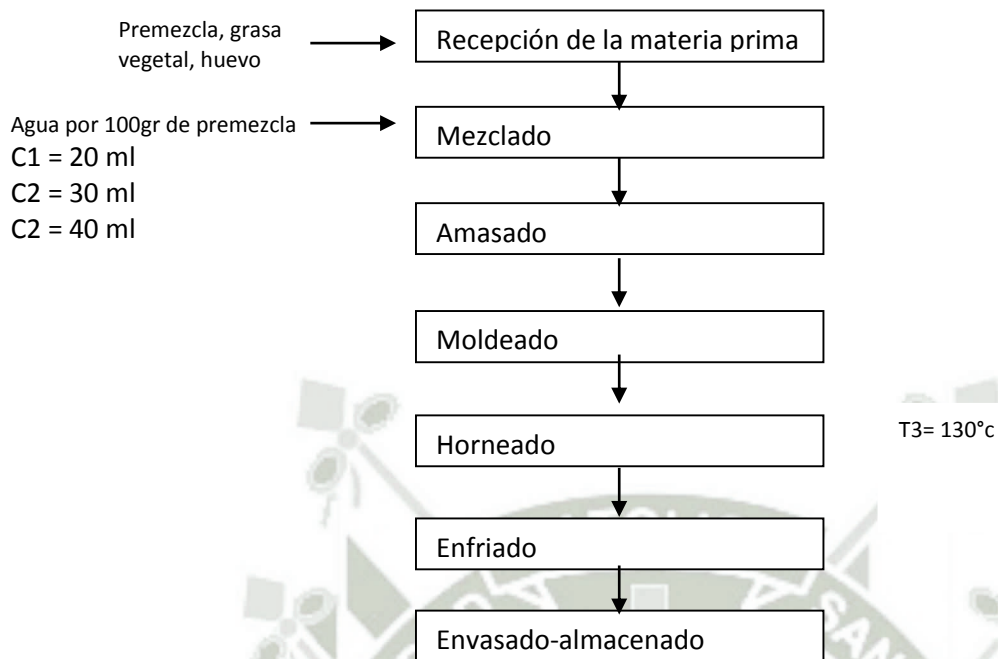 Premezcla, grasa
vegetal, huevo
Recepción de la materia prima
Agua por 100gr de premezcla
C1 = 20 ml
C2 = 30 ml
C2 = 40 ml
Mezclado
Amasado
Moldeado
Horneado
T3= 130°c
Enfriado
Envasado-almacenado